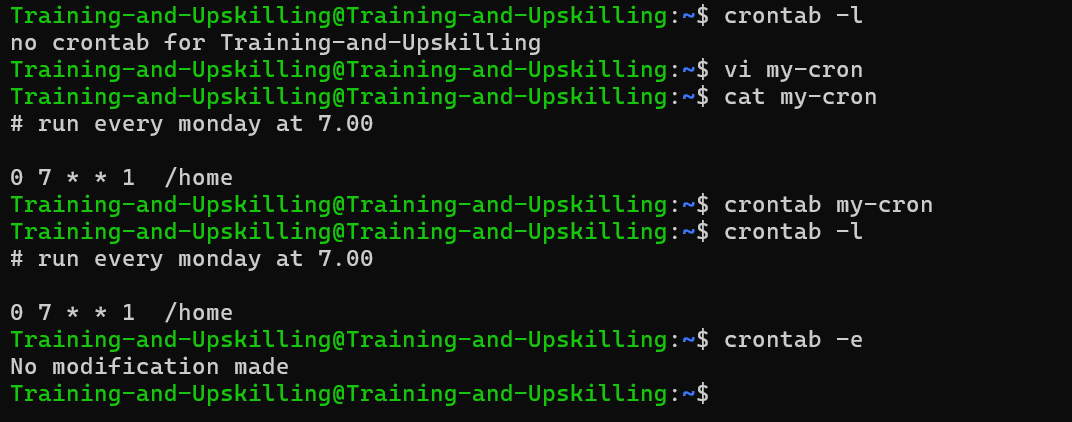 Training-and-Upskilling@Training-and-Upskilling:~$ crontab -l
no crontab for Training-and-Upskilling
Training-and-Upskilling@Training-and-Upskilling:~$ vi my-cron
Training-and-Upskilling@Training-and-Upskilling:~$ cat my-cron
# run every monday at 7.00

0 7 * * 1  /home
Training-and-Upskilling@Training-and-Upskilling:~$ crontab my-cron
Training-and-Upskilling@Training-and-Upskilling:~$ crontab -l
# run every monday at 7.00

0 7 * * 1  /home
Training-and-Upskilling@Training-and-Upskilling:~$ crontab -e
No modification made
Training-and-Upskilling@Training-and-Upskilling:~$